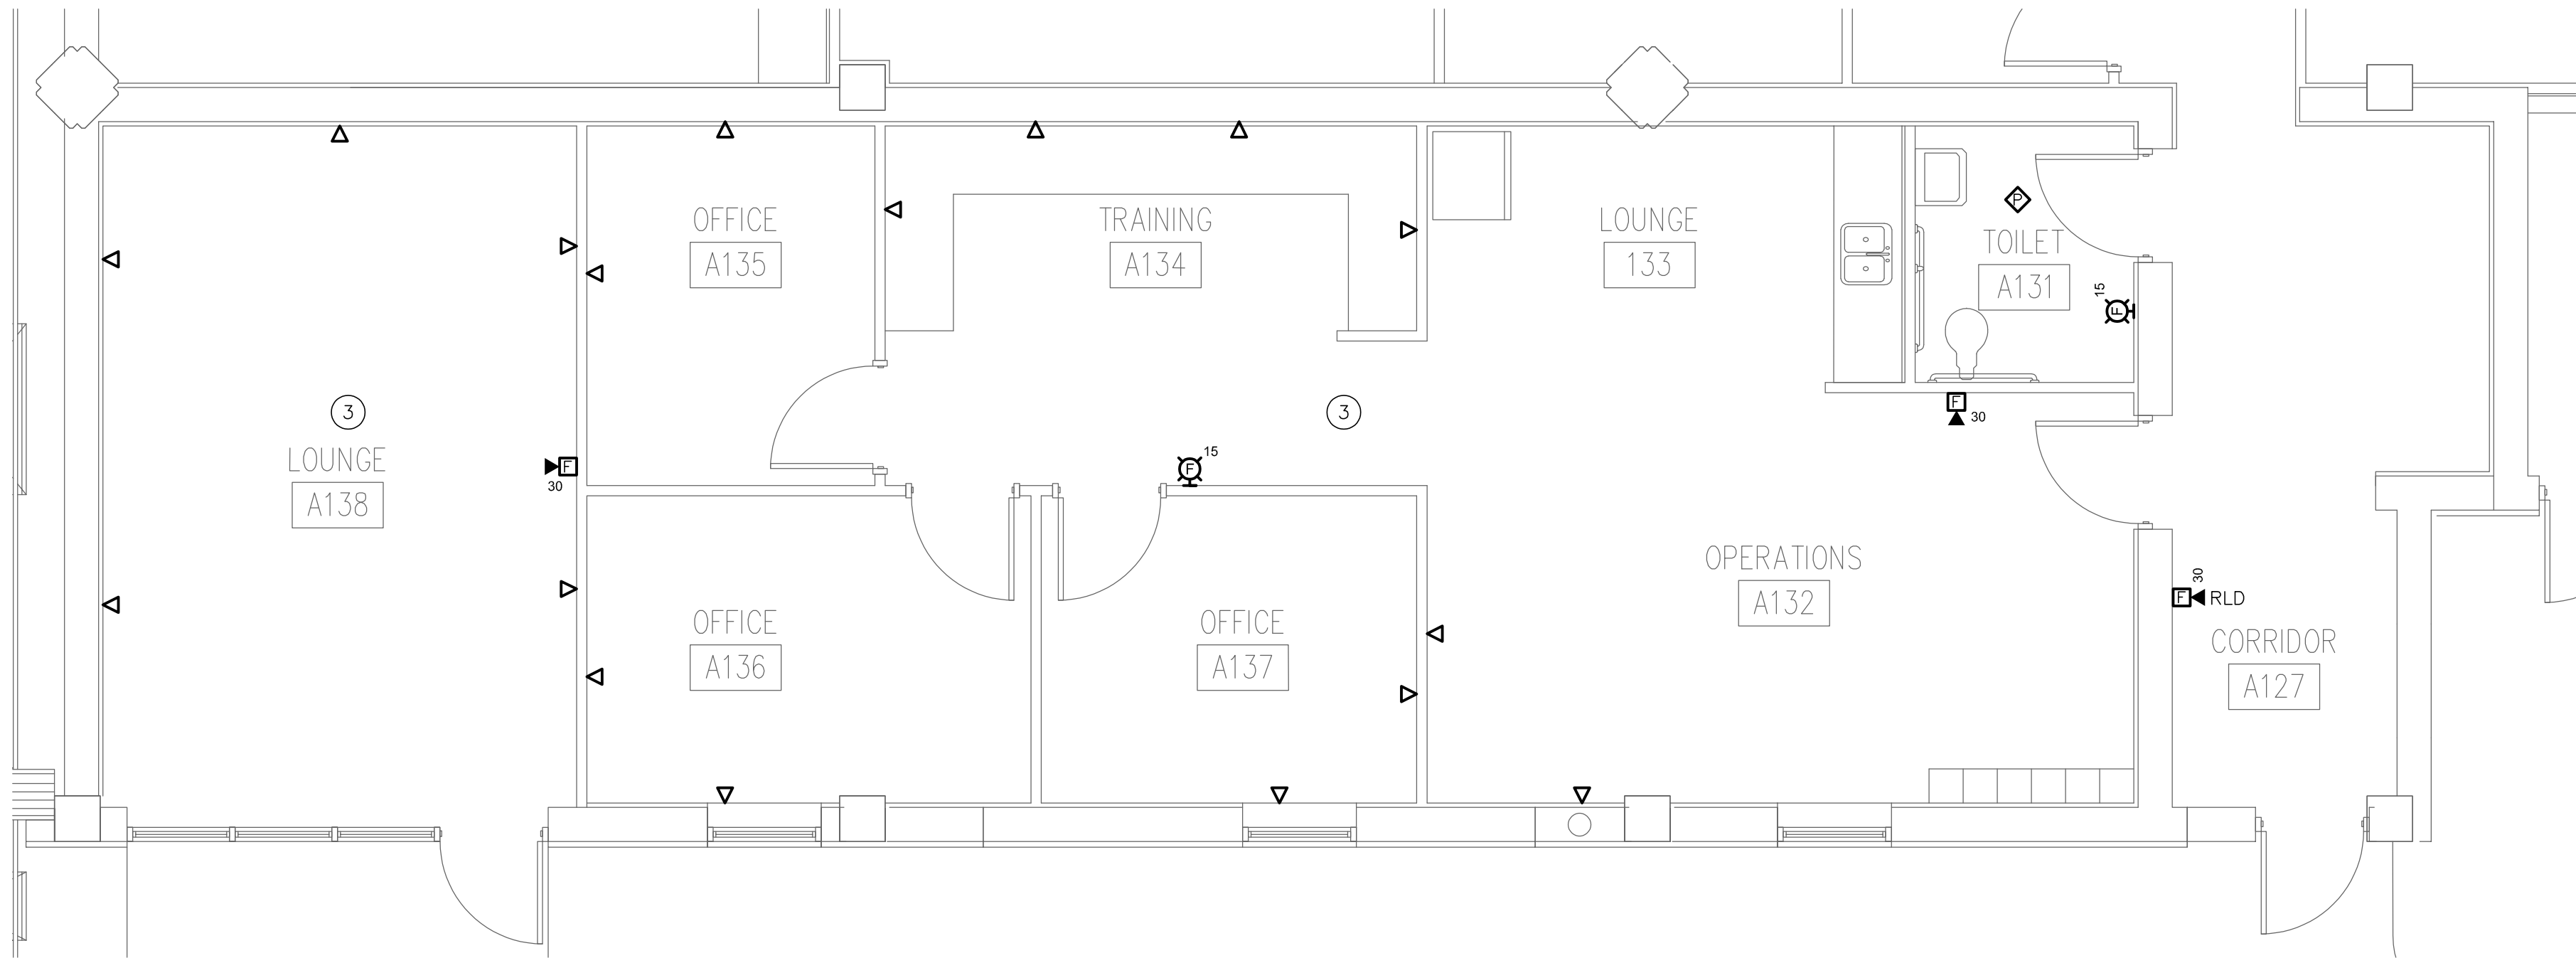 OFFICE
A135
TRAINING
A134
LOUNGE
133
P
TOILET
A131
15
F
3
3
F
30
LOUNGE
A138
F
30
15
F
OPERATIONS
A132
30
F
RLD
OFFICE
A136
OFFICE
A137
CORRIDOR
A127